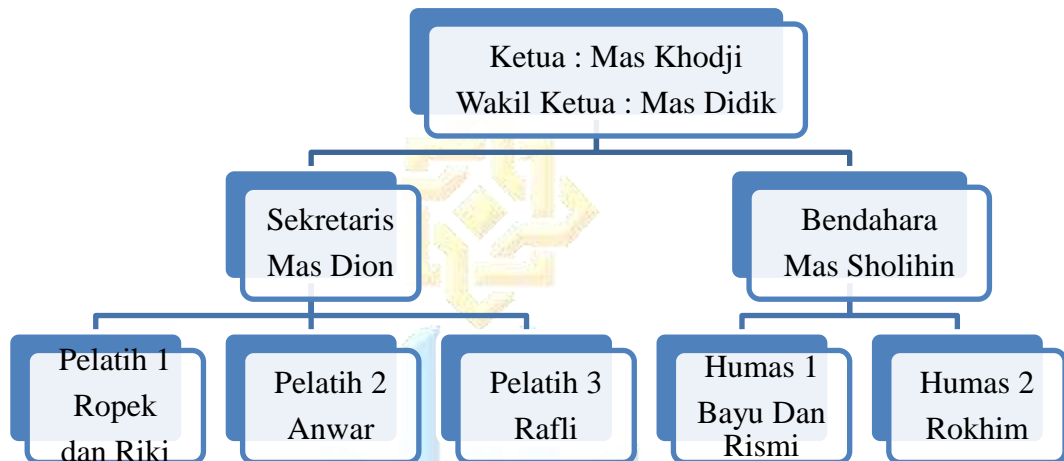 Ketua : Mas Khodji
Wakil Ketua : Mas Didik
Sekretaris
Mas Dion
Bendahara
Mas Sholihin
Pelatih 1
Ropek
dan Riki
Pelatih 2
Anwar
Pelatih 3
Rafli
Humas 1
Bayu Dan
Rismi
Humas 2
Rokhim